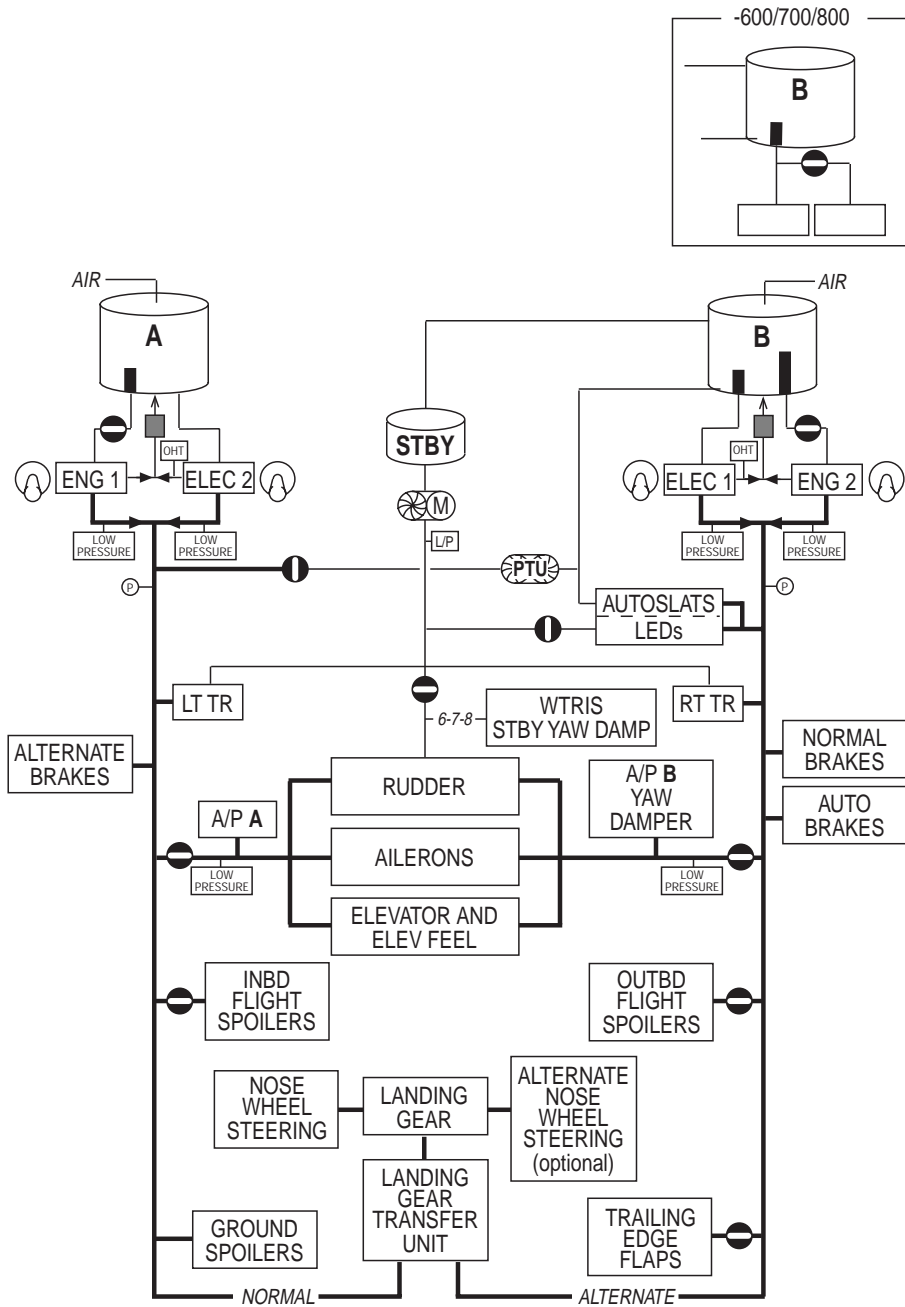 -600/700/800
B
AIR
A
AIR
B
STBY
OHT
ENG 1
ELEC 2
OHT
ELEC 1
ENG 2
M
LOW
PRESSURE
LOW
PRESSURE
L/P
LOW
PRESSURE
LOW
PRESSURE
PTU
P
P
AUTOSLATS
LEDs
LT TR
RT TR
6-7-8
WTRIS
STBY YAW DAMP
ALTERNATE
BRAKES
NORMAL
BRAKES
RUDDER
A/P B
YAW
DAMPER
A/P A
AUTO
BRAKES
AILERONS
LOW
PRESSURE
LOW
PRESSURE
ELEVATOR AND
ELEV FEEL
INBD
FLIGHT
SPOILERS
OUTBD
FLIGHT
SPOILERS
NOSE
WHEEL
STEERING
LANDING
GEAR
ALTERNATE
NOSE
WHEEL
STEERING
(optional)
LANDING
GEAR
TRANSFER
UNIT
GROUND
SPOILERS
TRAILING
EDGE
FLAPS
NORMAL
ALTERNATE